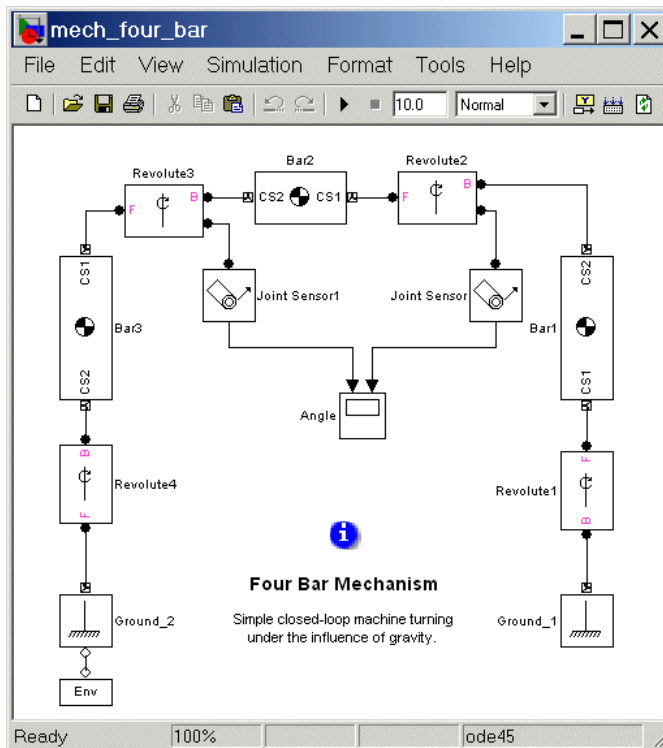 mech_four_bar
File Edit View Simulation Format Tools Help
10.0 Normal
Revolute3
Bar2
Revolute2
F
B
CS2
CS1
F
B
CS1
CS2
Bar3
Joint Sensor1
Joint Sensor
CS2
CS1
Bar1
Angle
B
F
Revolute4
F
B
Revolute1
i
Four Bar Mechanism
Simple closed-loop machine turning
under the influence of gravity.
Ground_2
Ground_1
Env
Ready 100% ode45